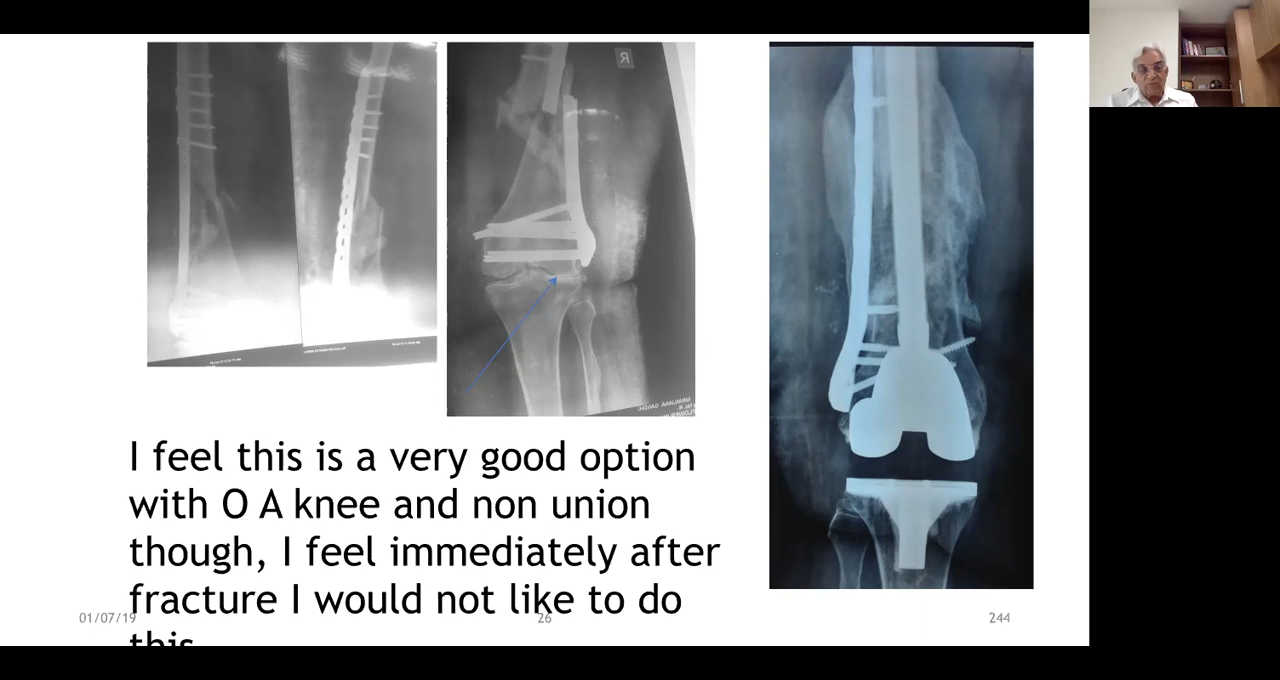 R
I feel this is a very good option
with O A knee and non union
though, I feel immediately after
fracture I would not like to do
this
01/07/19
26
244